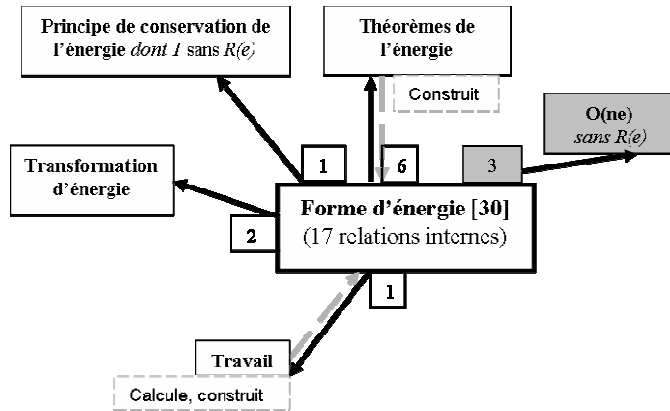 Principe de conservation de
l'énergie dont 1 sans R(e)
Théorèmes de
l'énergie
Construit
O(ne)
sans R(e)
Transformation
d'énergie
1
6
3
Forme d'énergie [30]
(17 relations internes)
2
1
Travail
Calcule, construit